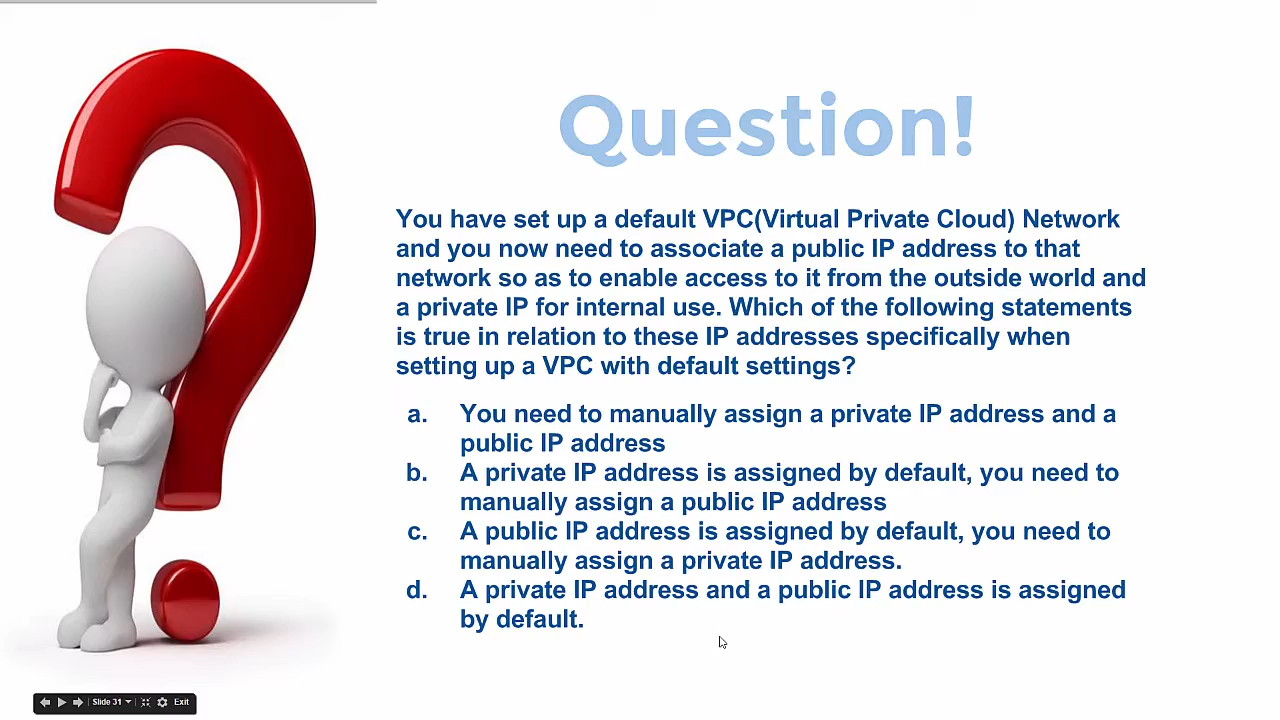 Question!
You have set up a default VPC(Virtual Private Cloud) Network
and you now need to associate a public IP address to that
network so as to enable access to it from the outside world and
a private IP for internal use. Which of the following statements
is true in relation to these IP addresses specifically when
setting up a VPC with default settings?
a. You need to manually assign a private IP address and a
public IP address
b. A private IP address is assigned by default, you need to
manually assign a public IP address
c. A public IP address is assigned by default, you need to
manually assign a private IP address.
d. A private IP address and a public IP address is assigned
by default.
Slide 31 Exit